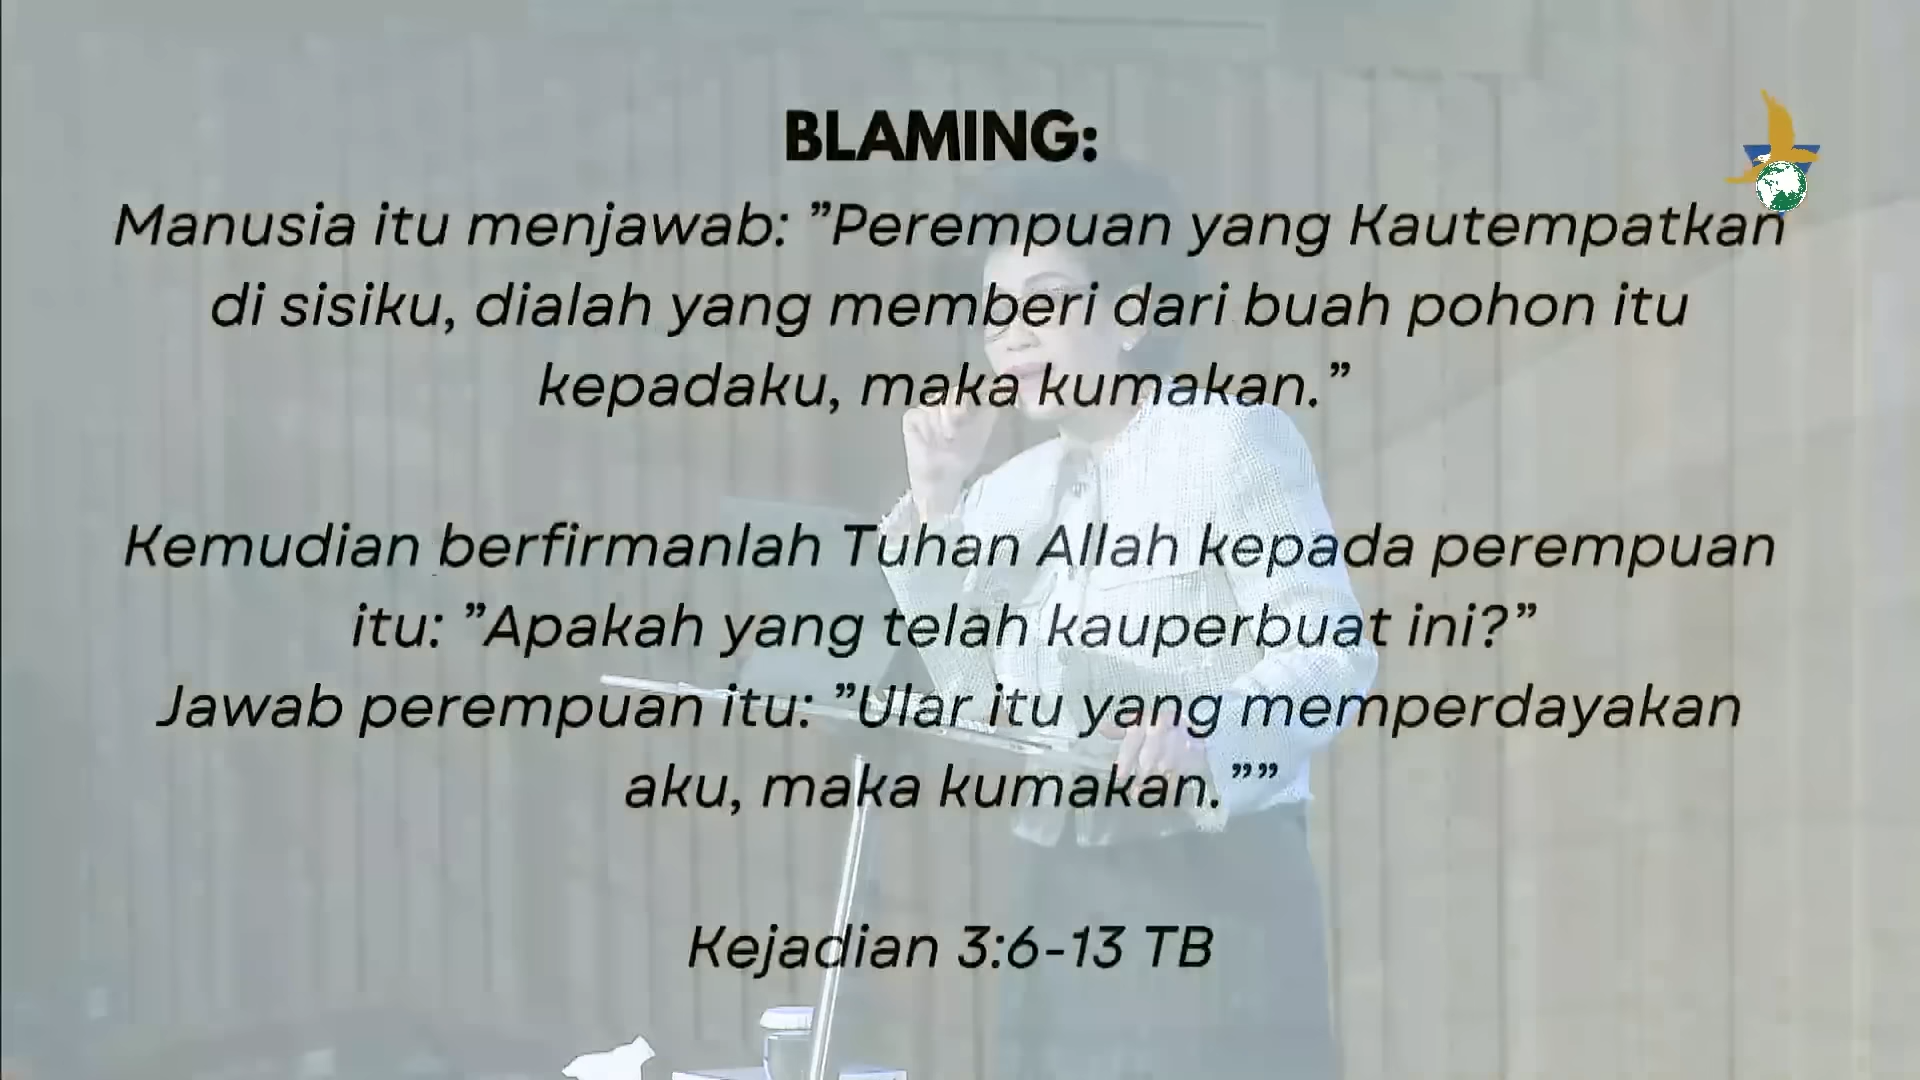 BLAMING:
Manusia itu menjawab: ”Perempuan yang Kautempatkan
di sisiku, dialah yang memberi dari buah pohon itu
kepadaku, maka kumakan.”
Kemudian berfirmanlah Tuhan Allah kepada perempuan
itu: ”Apakah yang telah kauperbuat ini?”
Jawab perempuan itu: ”Ular itu yang memperdayakan
aku, maka kumakan.””
Kejadian 3:6-13 TB